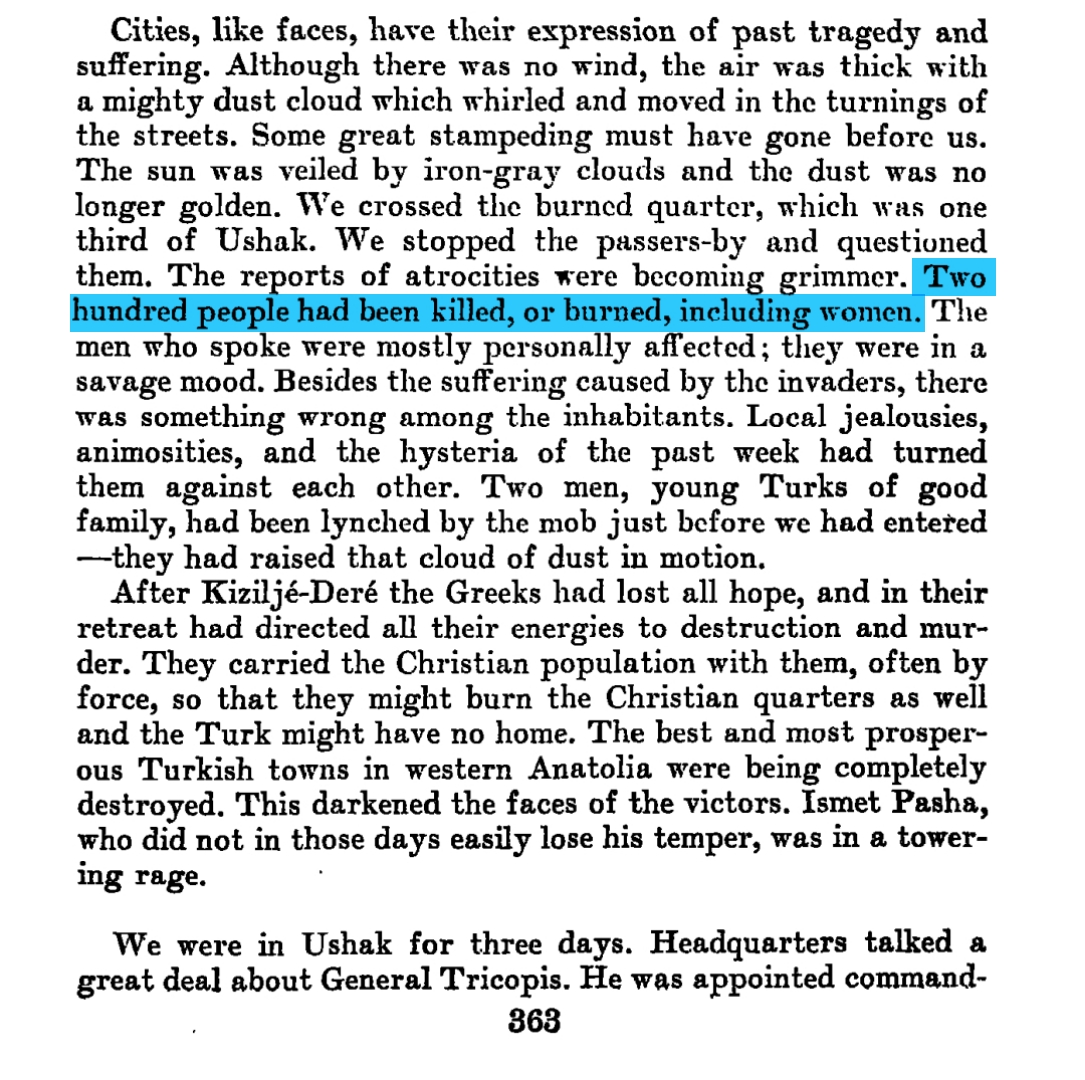 Cities, like faces, have their expression of past tragedy and
suffering. Although there was no wind, the air was thick with
a mighty dust cloud which whirled and moved in the turnings of
the streets. Some great stampeding must have gone before us.
The sun was veiled by iron-gray clouds and the dust was no
longer golden. We crossed the burned quarter, which was one
third of Ushak. We stopped the passers-by and questioned
them. The reports of atrocities were becoming grimmer. Two
hundred people had been killed, or burned, including women. The
men who spoke were mostly personally affected; they were in a
savage mood. Besides the suffering caused by the invaders, there
was something wrong among the inhabitants. Local jealousies,
animosities, and the hysteria of the past week had turned
them against each other. Two men, young Turks of good
family, had been lynched by the mob just before we had entered
—they had raised that cloud of dust in motion.
After Kiziljé-Deré the Greeks had lost all hope, and in their
retreat had directed all their energies to destruction and mur-
der. They carried the Christian population with them, often by
force, so that they might burn the Christian quarters as well
and the Turk might have no home. The best and most prosper-
ous Turkish towns in western Anatolia were being completely
destroyed. This darkened the faces of the victors. Ismet Pasha,
who did not in those days easily lose his temper, was in a tower-
ing rage.
We were in Ushak for three days. Headquarters talked a
great deal about General Tricopis. He was appointed command-
363